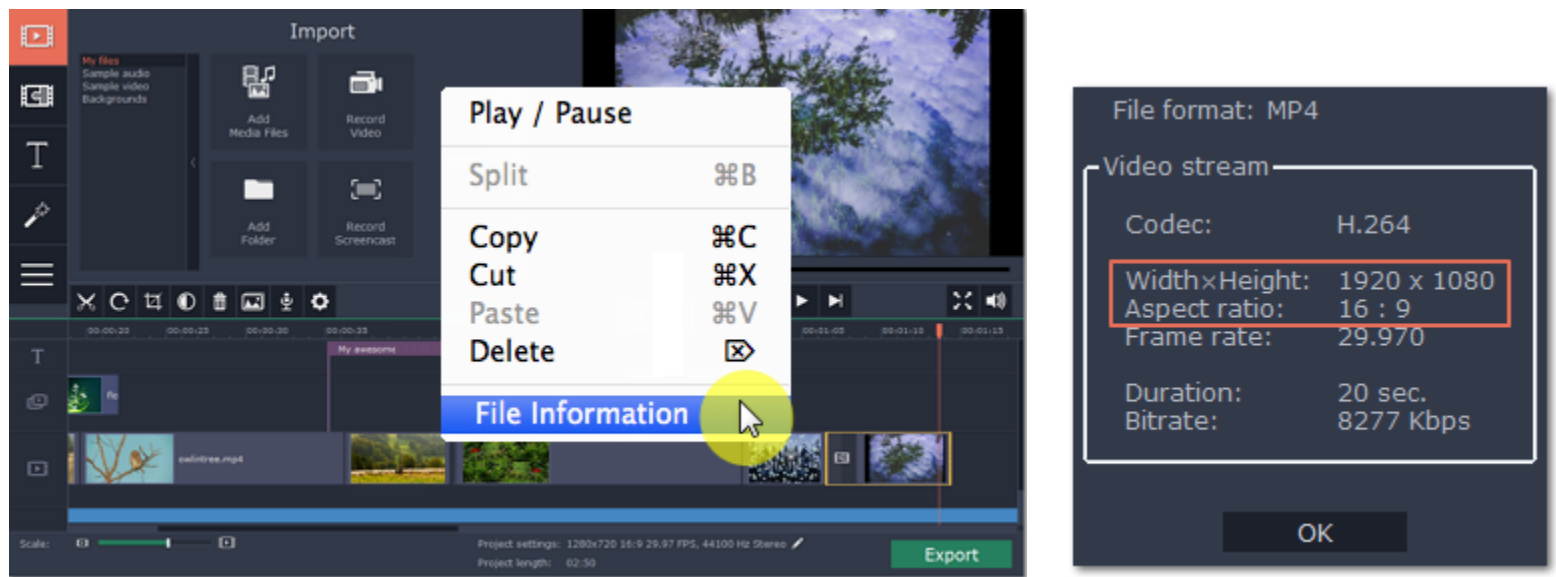 Import
My files
Sample audio
Sample video
Backgrounds
Add
Media Files
Record
Video
Add
Folder
Record
Screencast
Play / Pause
Split ⌘B
Copy ⌘C
Cut ⌘X
Paste ⌘V
Delete
File Information
00:00:20 00:00:25 00:00:30 00:00:35 00:01:05 00:01:10 00:01:15
T
My awesome
flo
owlintree.mp4
Scale:
Project settings: 1280x720 16:9 29.97 FPS, 44100 Hz Stereo
Project length: 02:50
Export
File format: MP4
Video stream
Codec: H.264
Width×Height: 1920 x 1080
Aspect ratio: 16 : 9
Frame rate: 29.970
Duration: 20 sec.
Bitrate: 8277 Kbps
OK